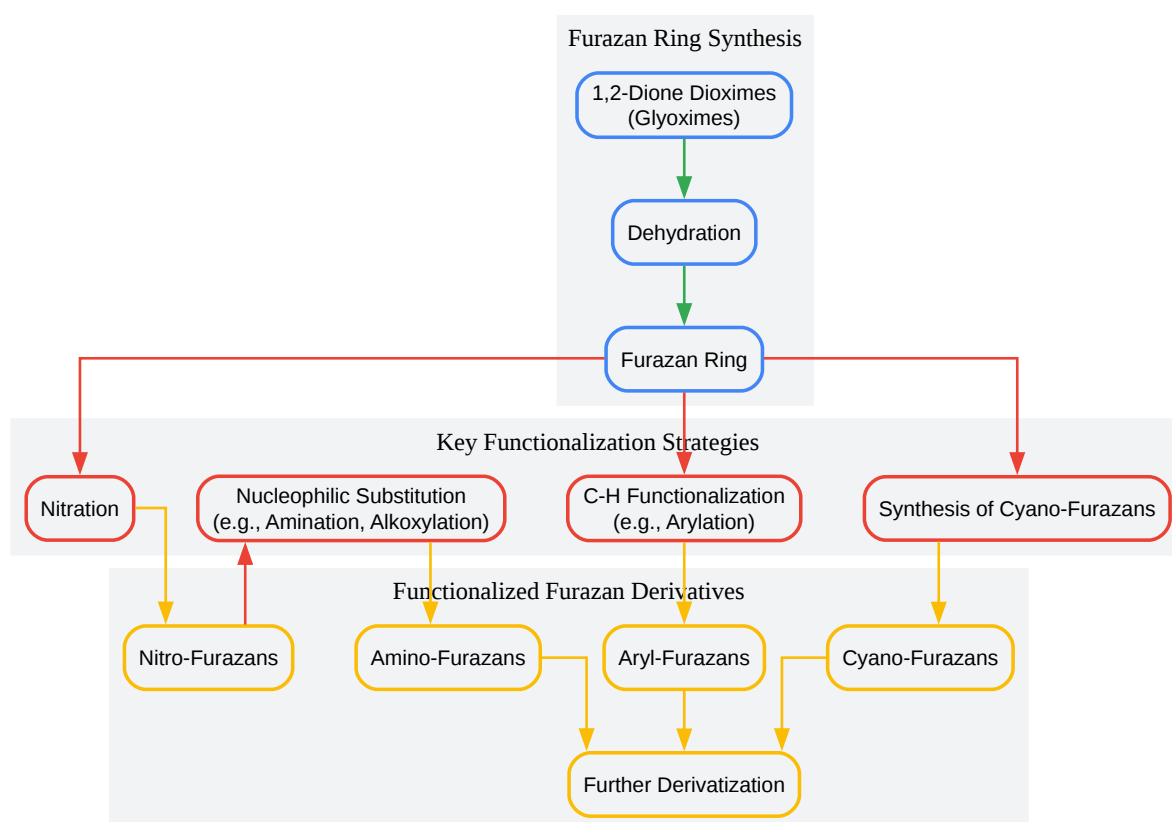 Furazan Ring Synthesis
1,2-Dione Dioximes
(Glyoximes)
Dehydration
Furazan Ring
Key Functionalization Strategies
Nitration
Nucleophilic Substitution
(e.g., Amination, Alkoxylation)
C-H Functionalization
(e.g., Arylation)
Synthesis of Cyano-Furazans
Functionalized Furazan Derivatives
Nitro-Furazans
Amino-Furazans
Aryl-Furazans
Cyano-Furazans
Further Derivatization